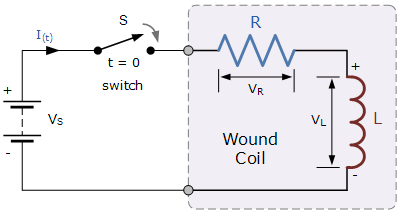 S
R
I(t)
t = 0
switch
+
VS
-
VR
Wound
Coil
+
VL
L
-